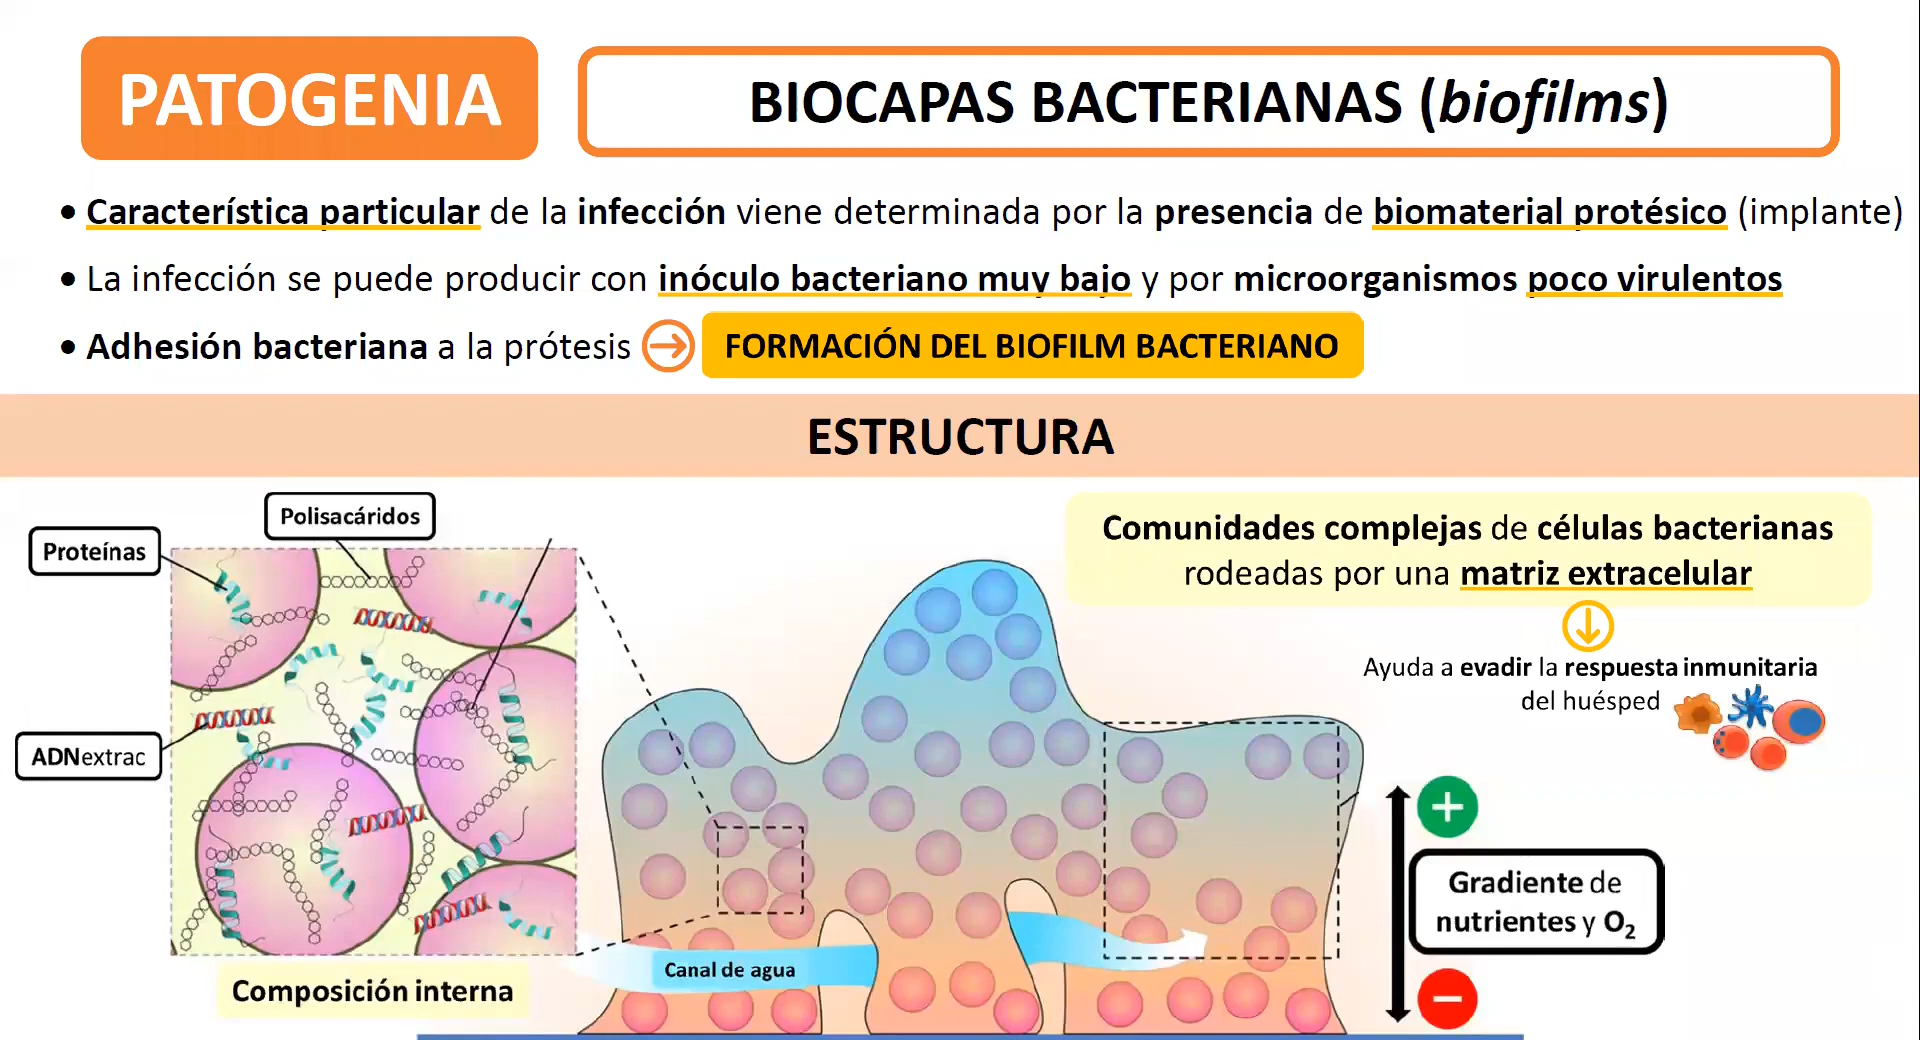 PATOGENIA
BIOCAPAS BACTERIANAS (biofilms)
• Característica particular de la infección viene determinada por la presencia de biomaterial protésico (implante)
• La infección se puede producir con inóculo bacteriano muy bajo y por microorganismos poco virulentos
• Adhesión bacteriana a la prótesis
FORMACIÓN DEL BIOFILM BACTERIANO
ESTRUCTURA
Polisacáridos
Proteínas
ADNextrac
Composición interna
Canal de agua
Comunidades complejas de células bacterianas
rodeadas por una matriz extracelular
Ayuda a evadir la respuesta inmunitaria
del huésped
+
Gradiente de
nutrientes y O₂
−